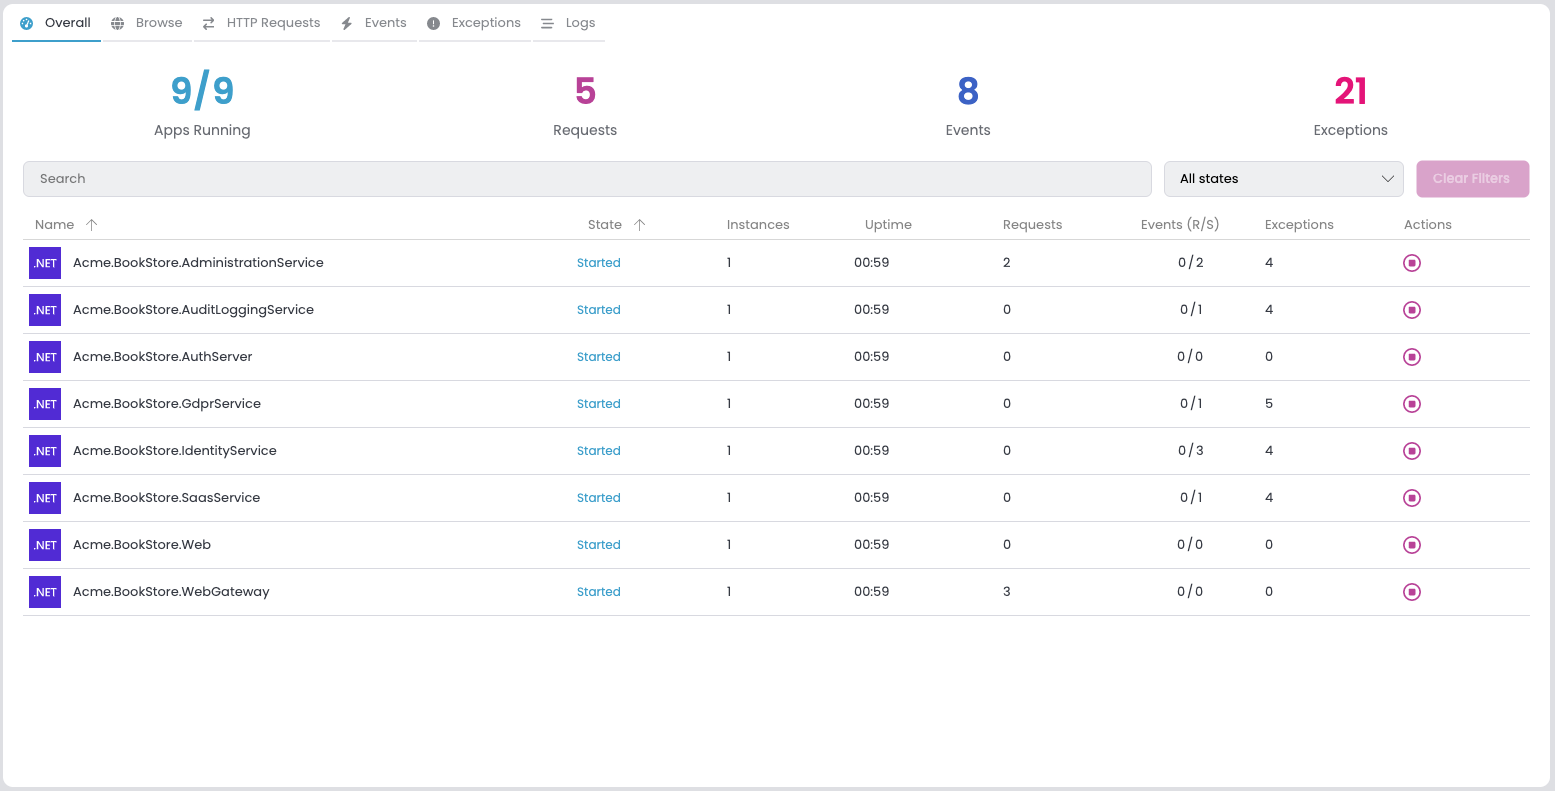 Overall Browse HTTP Requests Events Exceptions Logs
9/9 5 8 21
Apps Running Requests Events Exceptions
Search All states Clear Filters
Name State Instances Uptime Requests Events (R/S) Exceptions Actions
.NET Acme.BookStore.AdministrationService Started 1 00:59 2 0 / 2 4
.NET Acme.BookStore.AuditLoggingService Started 1 00:59 0 0 / 1 4
.NET Acme.BookStore.AuthServer Started 1 00:59 0 0 / 0 0
.NET Acme.BookStore.GdprService Started 1 00:59 0 0 / 1 5
.NET Acme.BookStore.IdentityService Started 1 00:59 0 0 / 3 4
.NET Acme.BookStore.SaasService Started 1 00:59 0 0 / 1 4
.NET Acme.BookStore.Web Started 1 00:59 0 0 / 0 0
.NET Acme.BookStore.WebGateway Started 1 00:59 3 0 / 0 0